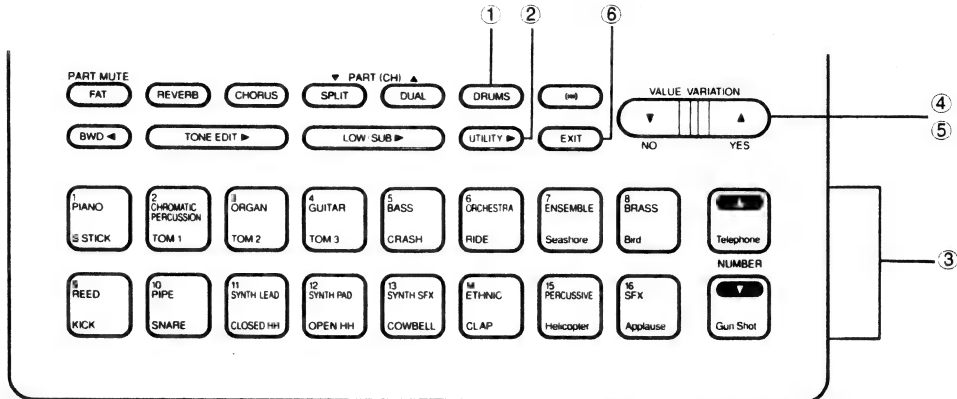 ① ② ⑥
PART MUTE ▼ PART (CH) ▲
FAT REVERB CHORUS SPLIT DUAL DRUMS
VALUE VARIATION
▼ ▲
NO YES
④
⑤
BWD ◄ TONE EDIT ► LOW·SUB ► UTILITY ► EXIT
1 2 3 4 5 6 7 8
PIANO CHROMATIC PERCUSSION ORGAN GUITAR BASS ORCHESTRA ENSEMBLE BRASS ▲
STICK TOM 1 TOM 2 TOM 3 CRASH RIDE Seashore Bird Telephone
NUMBER
③
9 10 11 12 13 15 16
REED PIPE SYNTH LEAD SYNTH PAD SYNTH SFX ETHNIC PERCUSSIVE SFX ▼
KICK SNARE CLOSED HH OPEN HH COWBELL CLAP Helicopter Applause Gun Shot